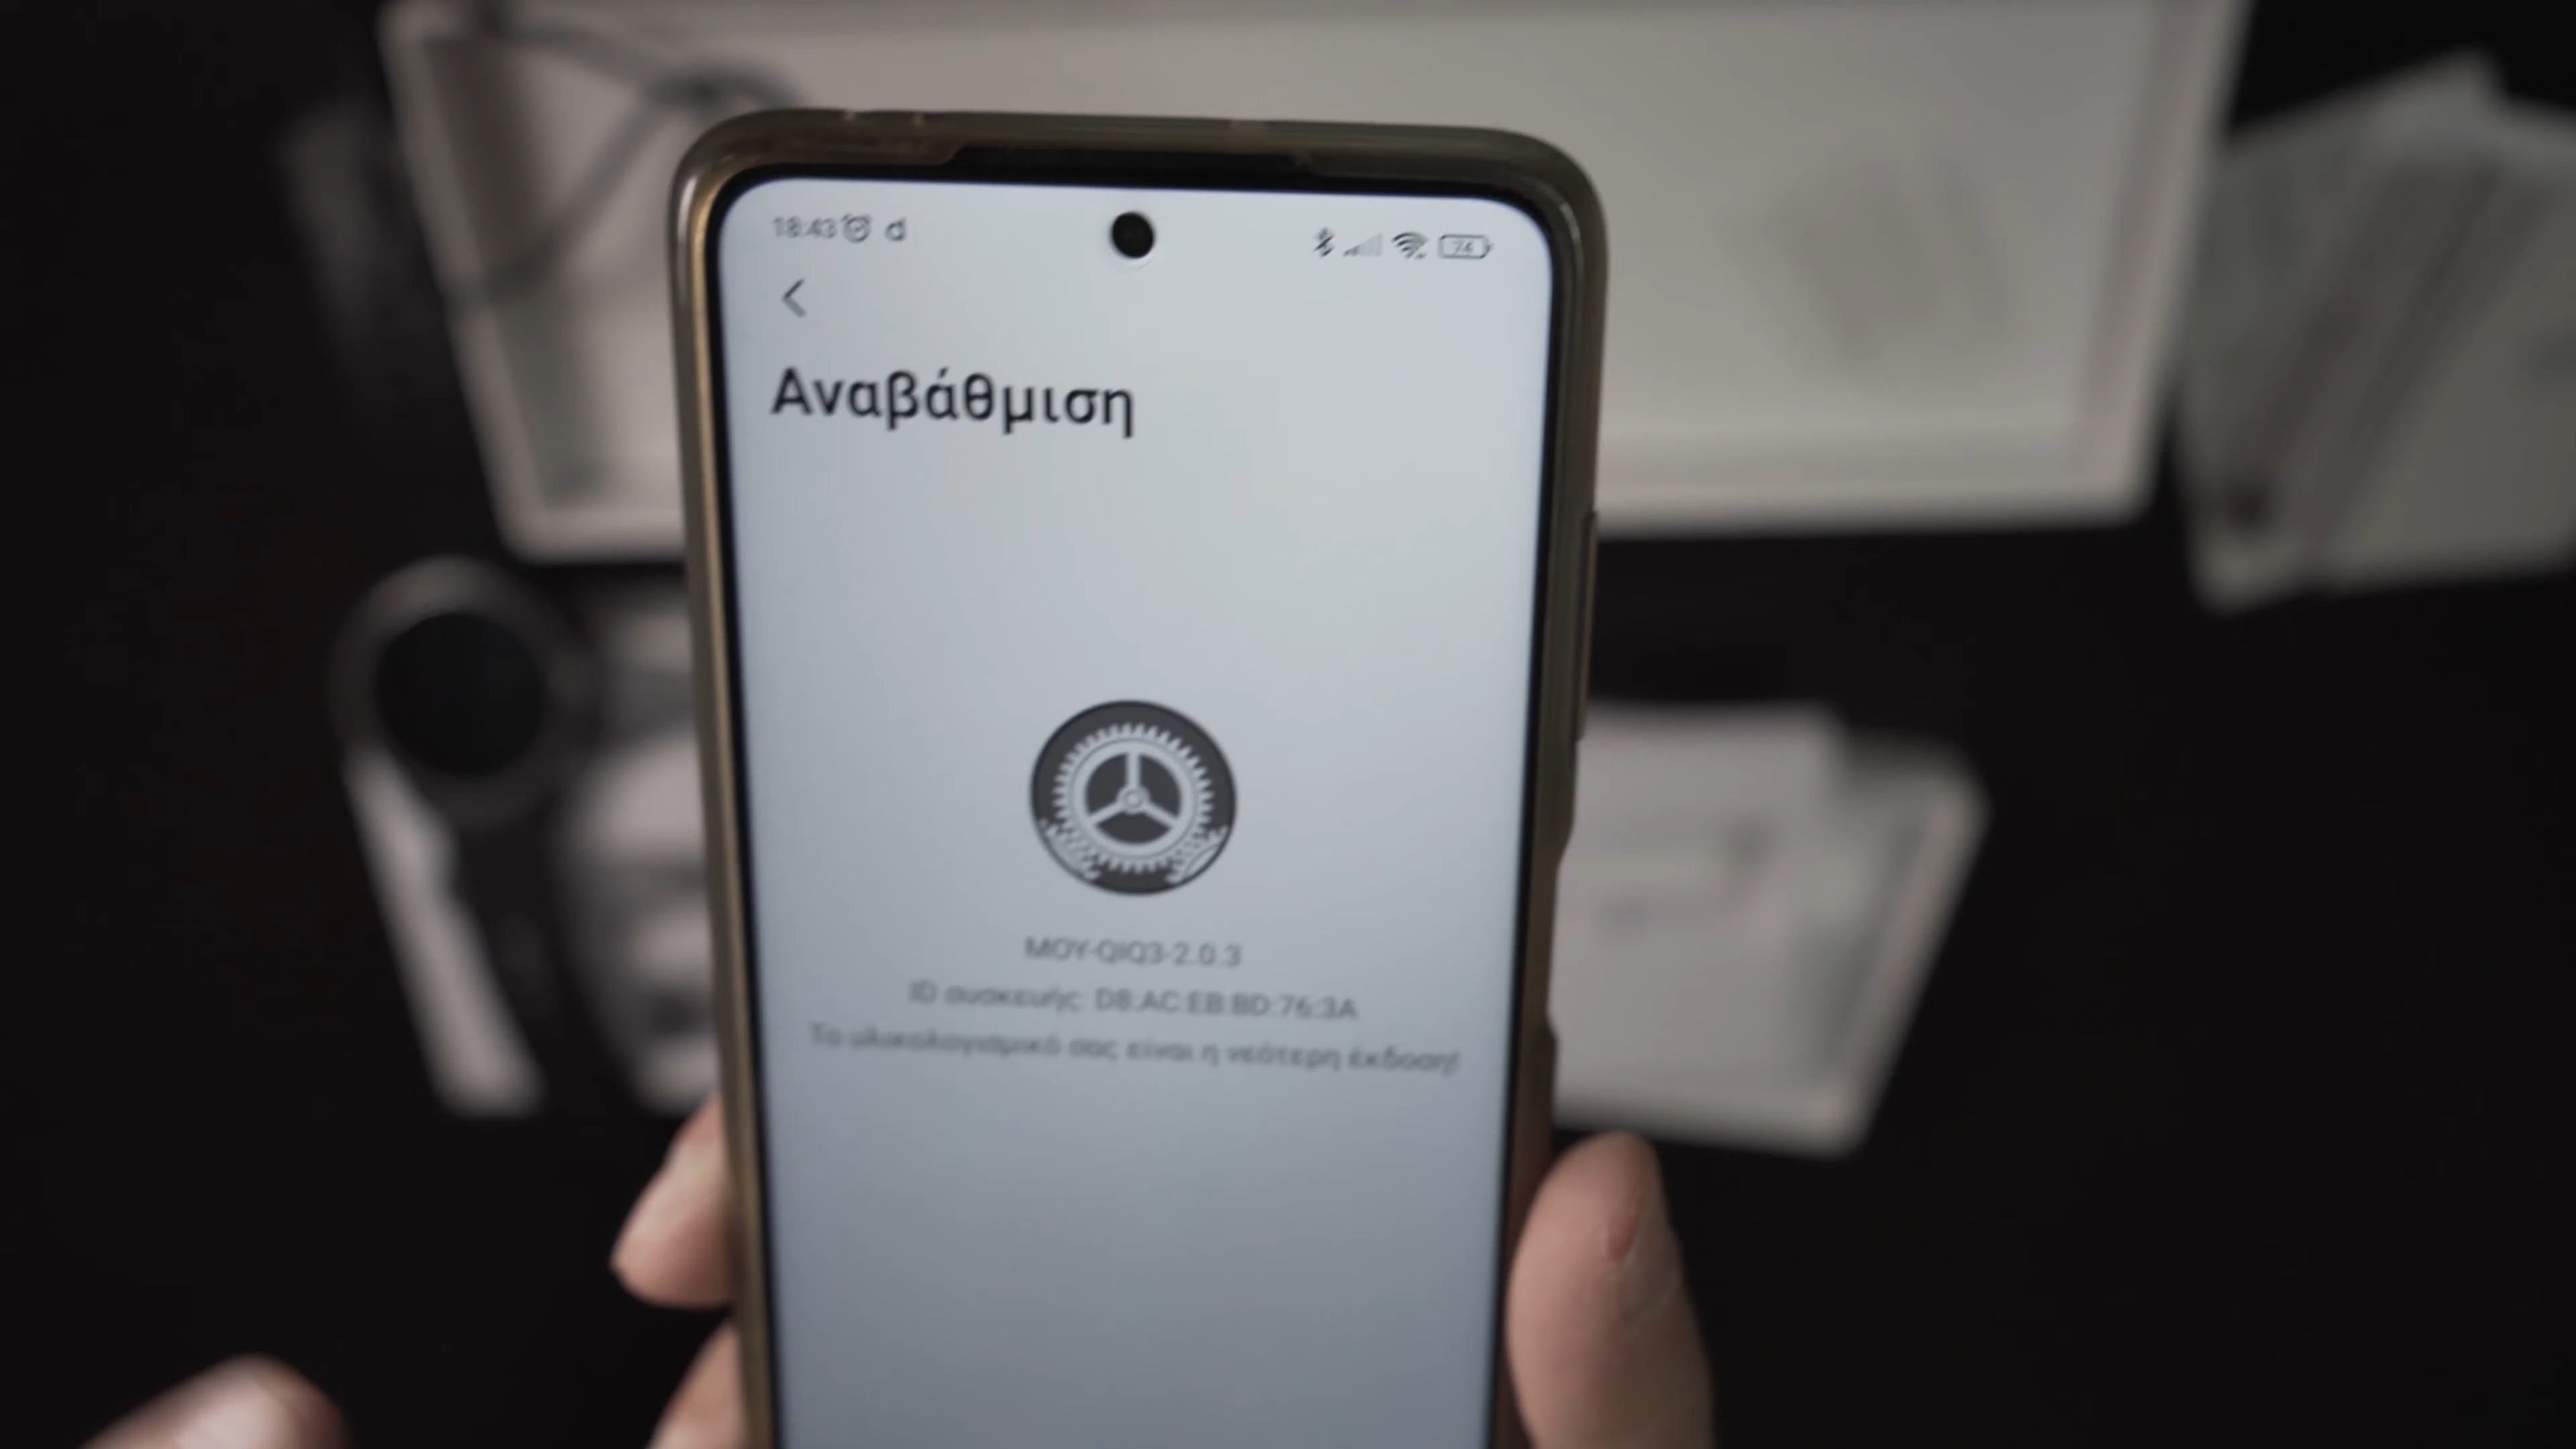 18:43 d
74
Αναβάθμιση
MOY-QIQ3-2.0.3
ID συσκευής: D8:AC:EB:BD:76:3A
Το υλικολογισμικό σας είναι η νεότερη έκδοση!